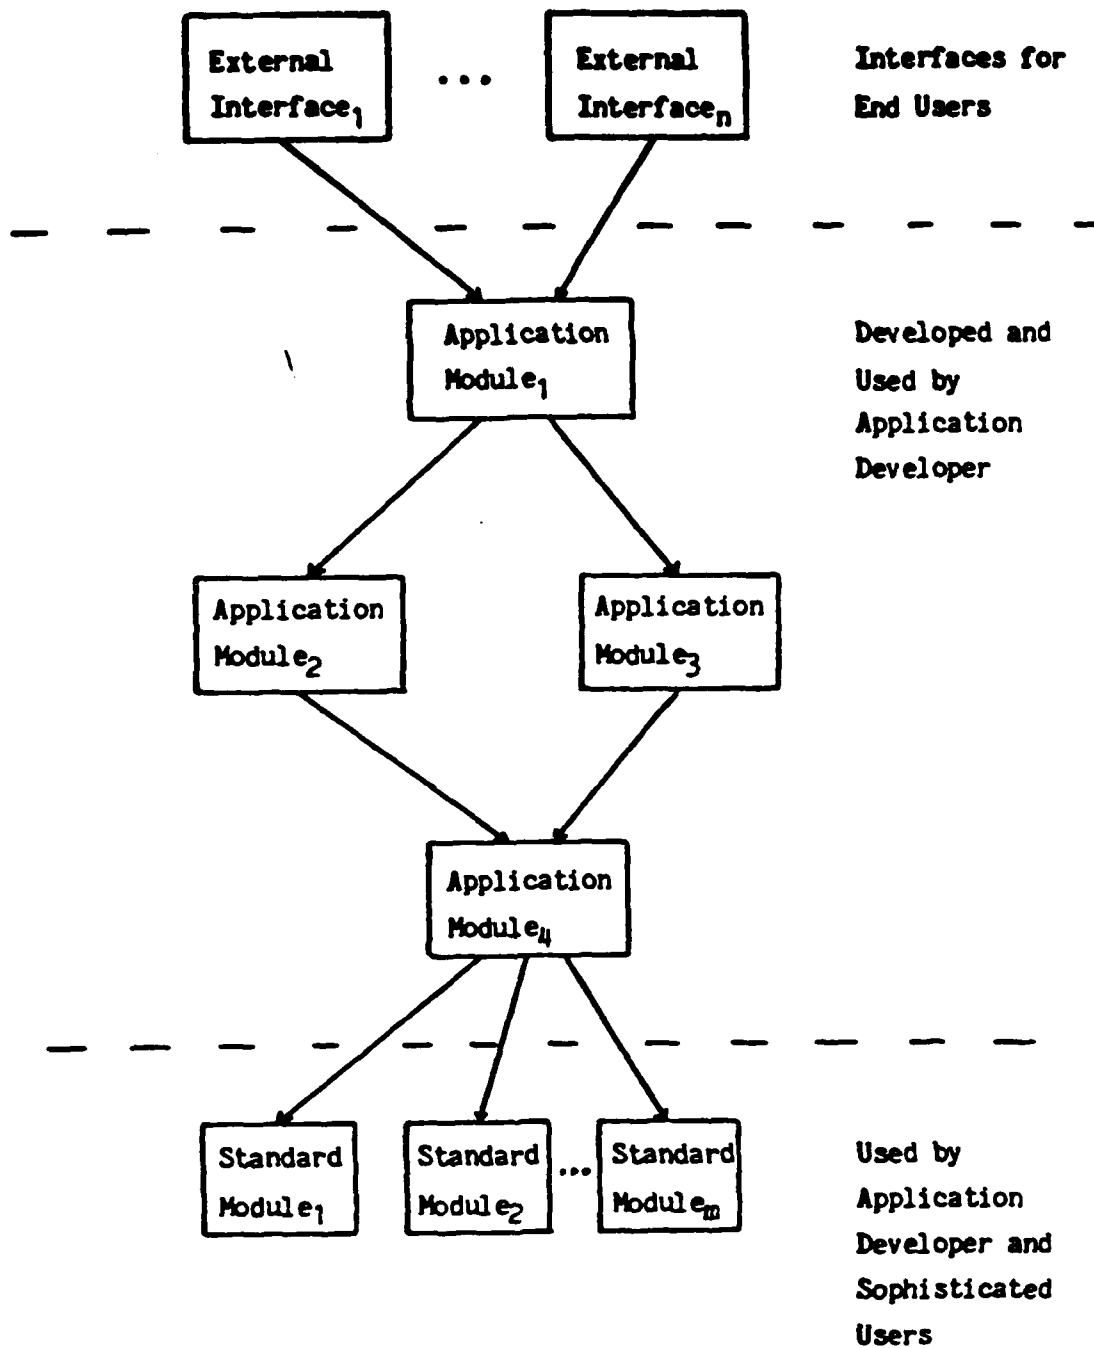 External
Interface₁
...
External
Interfaceₙ
Interfaces for
End Users
Application
Module₁
Developed and
Used by
Application
Developer
Application
Module₂
Application
Module₃
Application
Module₄
Standard
Module₁
Standard
Module₂
...
Standard
Moduleₘ
Used by
Application
Developer and
Sophisticated
Users